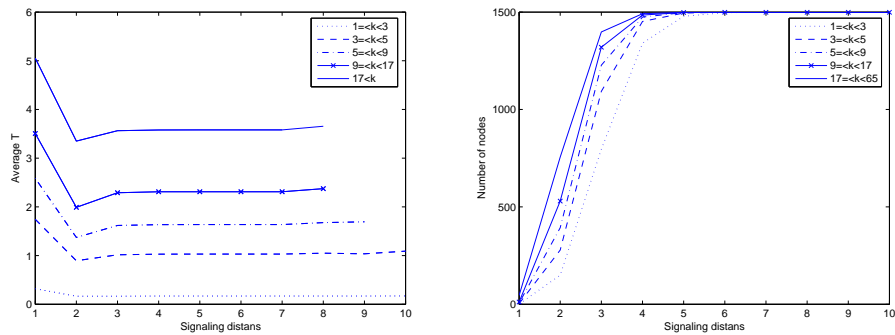 6
5
4
3
2
1
0
1 2 3 4 5 6 7 8 9 10
Average T
Signaling distans
1=<k<3
3=<k<5
5=<k<9
9=<k<17
17<k
1500
1000
500
0
1 2 3 4 5 6 7 8 9 10
Number of nodes
Signaling distans
1=<k<3
3=<k<5
5=<k<9
9=<k<17
17=<k<65